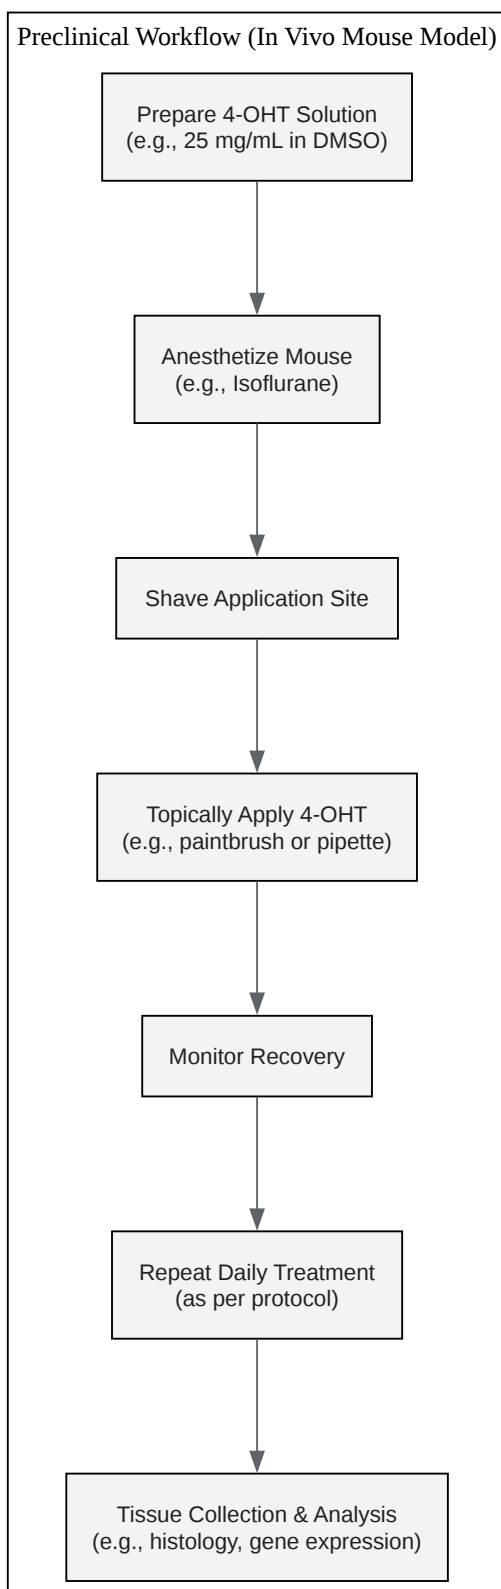 Preclinical Workflow (In Vivo Mouse Model)
Prepare 4-OHT Solution
(e.g., 25 mg/mL in DMSO)
Anesthetize Mouse
(e.g., Isoflurane)
Shave Application Site
Topically Apply 4-OHT
(e.g., paintbrush or pipette)
Monitor Recovery
Repeat Daily Treatment
(as per protocol)
Tissue Collection & Analysis
(e.g., histology, gene expression)